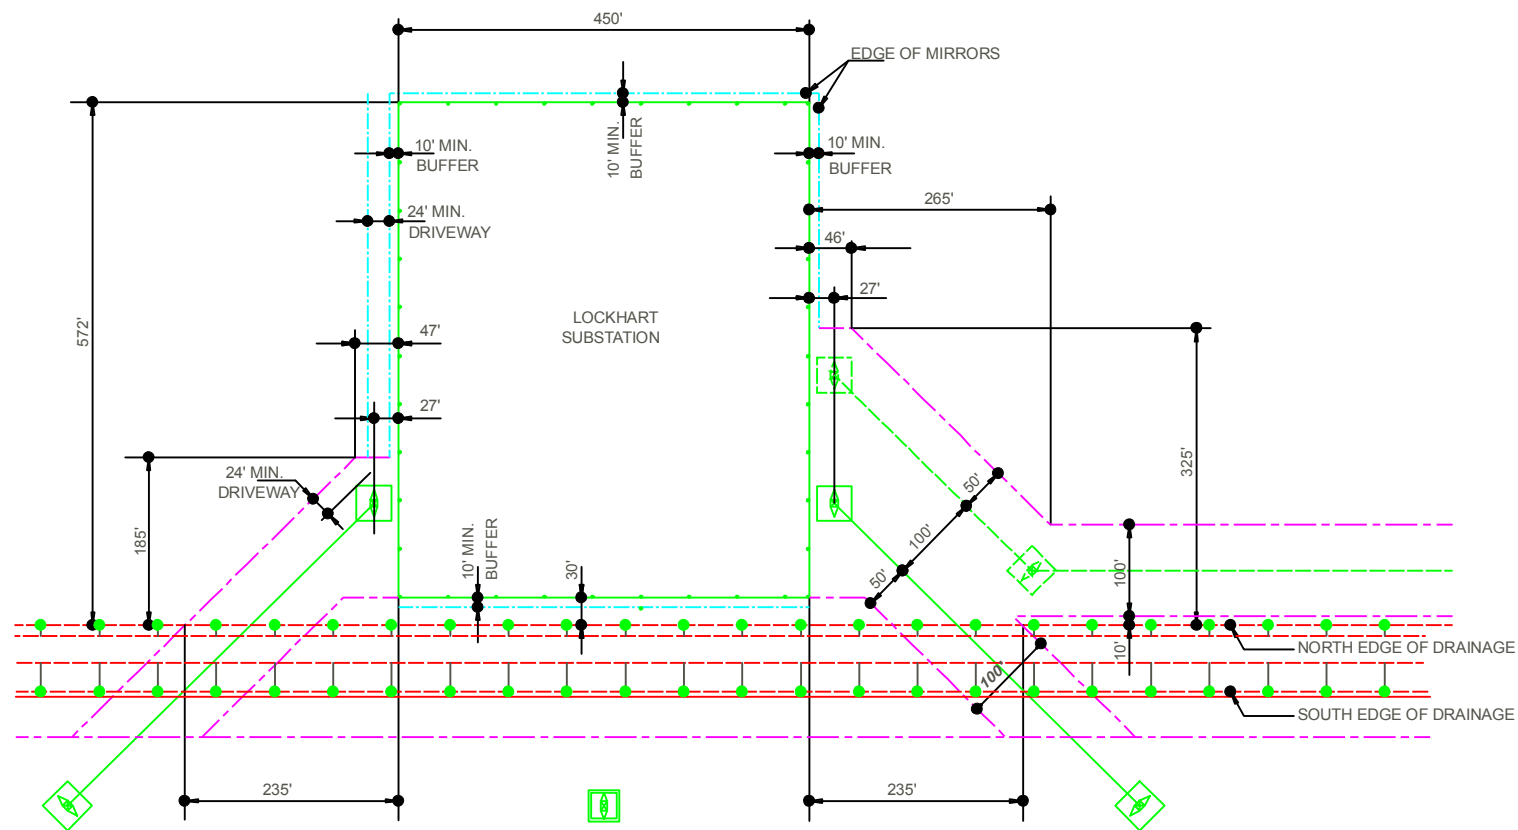 450'
EDGE OF MIRRORS
10' MIN.
BUFFER
10' MIN.
BUFFER
10' MIN.
BUFFER
265'
24' MIN.
DRIVEWAY
46'
27'
LOCKHART
SUBSTATION
572'
47'
27'
325'
24' MIN.
DRIVEWAY
50'
100'
50'
185'
10' MIN.
BUFFER
30'
100'
10'
NORTH EDGE OF DRAINAGE
100'
SOUTH EDGE OF DRAINAGE
235'
235'